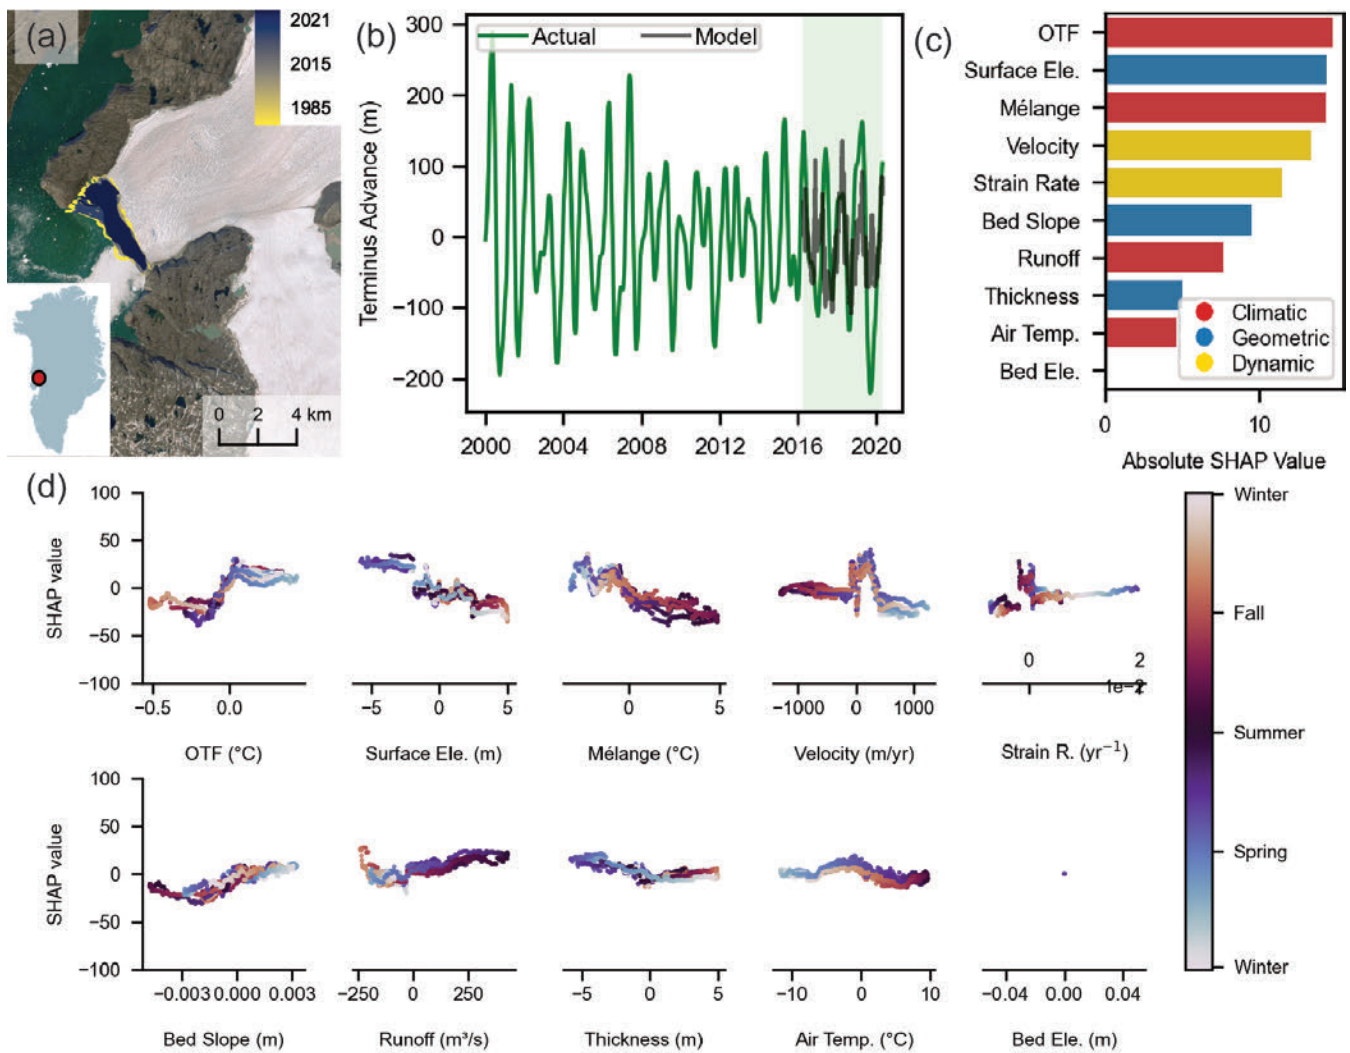 (a)
2021
2015
1985
0 2 4 km
(b)
Actual
Model
Terminus Advance (m)
300
200
100
0
−100
−200
2000 2004 2008 2012 2016 2020
(c)
OTF
Surface Ele.
Mélange
Velocity
Strain Rate
Bed Slope
Runoff
Thickness
Air Temp.
Bed Ele.
Climatic
Geometric
Dynamic
0 10
Absolute SHAP Value
(d)
SHAP value
100
50
0
−50
−100
−0.5 0.0
OTF (°C)
−5 0 5
Surface Ele. (m)
0 5
Mélange (°C)
−1000 0 1000
Velocity (m/yr)
0 2
1e−2
Strain R. (yr⁻¹)
SHAP value
100
50
0
−50
−100
−0.003 0.000 0.003
Bed Slope (m)
−250 0 250
Runoff (m³/s)
−5 0 5
Thickness (m)
−10 0 10
Air Temp. (°C)
−0.04 0.00 0.04
Bed Ele. (m)
Winter
Fall
Summer
Spring
Winter